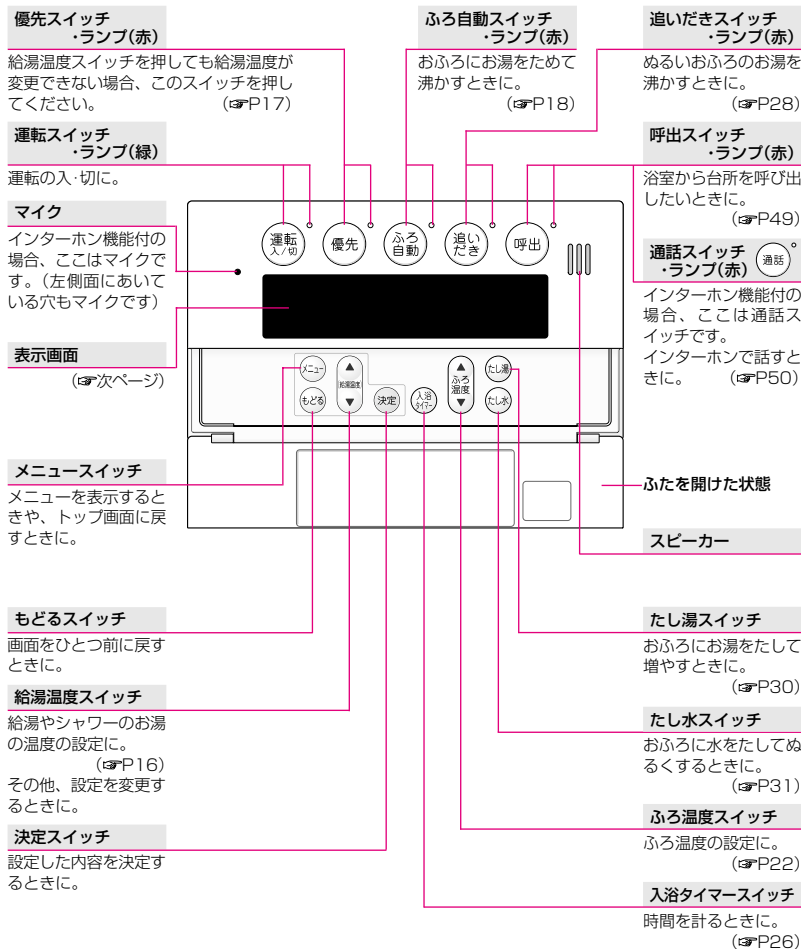 優先スイッチ
・ランプ(赤)
給湯温度スイッチを押しても給湯温度が
変更できない場合、このスイッチを押し
てください。 (☞P17)
ふろ自動スイッチ
・ランプ(赤)
おふろにお湯をためて
沸かすときに。
(☞P18)
追いだきスイッチ
・ランプ(赤)
ぬるいおふろのお湯を
沸かすときに。
(☞P28)
運転スイッチ
・ランプ(緑)
運転の入・切に。
呼出スイッチ
・ランプ(赤)
浴室から台所を呼び出
したいときに。
(☞P49)
マイク
インターホン機能付の
場合、ここはマイクで
す。(左側面にあいて
いる穴もマイクです)
通話スイッチ
・ランプ(赤)
通話
インターホン機能付の
場合、ここは通話ス
イッチです。
インターホンで話すと
きに。 (☞P50)
運転
入/切
優先
ふろ
自動
追い
だき
呼出
表示画面
(☞次ページ)
メニュー
▲
給湯温度
▼
もどる
決定
入浴
タイマー
▲
ふろ
温度
▼
たし湯
たし水
メニュースイッチ
メニューを表示すると
きや、トップ画面に戻
すときに。
ふたを開けた状態
スピーカー
もどるスイッチ
画面をひとつ前に戻す
ときに。
給湯温度スイッチ
給湯やシャワーのお湯
の温度の設定に。
(☞P16)
その他、設定を変更す
るときに。
決定スイッチ
設定した内容を決定す
るときに。
たし湯スイッチ
おふろにお湯をたして
増やすときに。
(☞P30)
たし水スイッチ
おふろに水をたしてぬ
るくするときに。
(☞P31)
ふろ温度スイッチ
ふろ温度の設定に。
(☞P22)
入浴タイマースイッチ
時間を計るときに。
(☞P26)